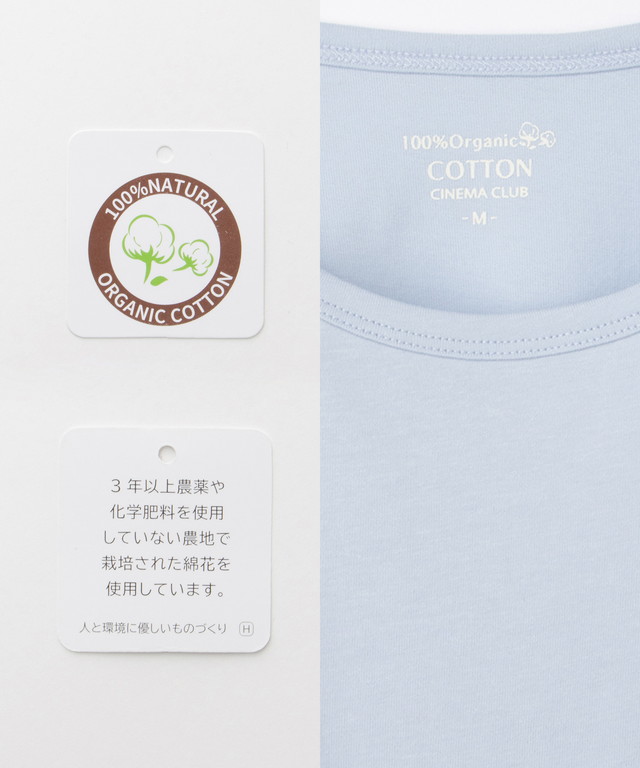 100%NATURAL
ORGANIC COTTON
3年以上農薬や
化学肥料を使用
していない農地で
栽培された綿花を
使用しています。
人と環境に優しいものづくり H
100%Organic
COTTON
CINEMA CLUB
-M-